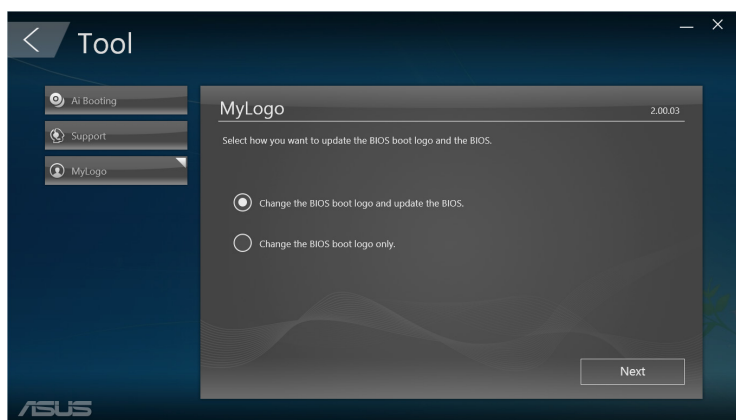 Tool
Ai Booting
Support
MyLogo
MyLogo
2.00.03
Select how you want to update the BIOS boot logo and the BIOS.
Change the BIOS boot logo and update the BIOS.
Change the BIOS boot logo only.
Next
ASUS